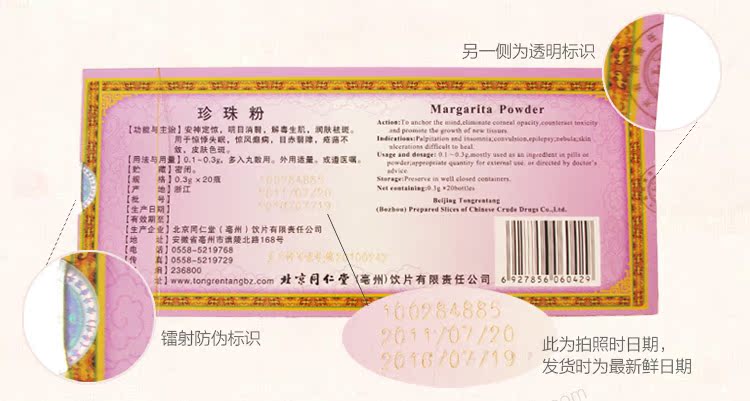 另一侧为透明标识
珍珠粉
【功能与主治】安神定惊，明目消翳，解毒生肌，润肤祛斑。
用于惊悸失眠，惊风癫痫，目赤翳障，疮疡不
敛，皮肤色斑。
【用法与用量】0.1~0.3g，多入丸散用。外用适量。或遵医嘱。
【贮藏】密闭。
【规格】0.3g×20瓶
【产地】浙江
【批号】100284885
【生产日期】2011/07/20
【有效期至】2016/07/19
【生产企业】北京同仁堂（亳州）饮片有限责任公司
【地址】安徽省亳州市谯陵北路168号
【电话】0558-5219768
【传真】0558-5219729
236800
www.tongrentangbz.com
北京同仁堂(亳州)饮片有限责任公司
Margarita Powder
Action:To anchor the mind,eliminate corneal opacity,counteract toxicity
and promote the growth of new tissues.
Indications:Palpitation and insomnia;convulsion,epilepsy;nebula;skin
ulcerations difficult to heal.
Usage and dosage: 0.1~0.3g,mostly used as an ingredient in pills or
powder;appropriate quantity for external use. or directed by doctor's
advice.
Storage:Preserve in well closed containers.
Net containing:0.3g*20bottles
Beijing Tongrentang
(Bozhou) Prepared Slices of Chinese Crude Drugs Co.,Ltd.
6 927856 060429
镭射防伪标识
100284885
2011/07/20
2016/07/19
此为拍照时日期，
发货时为最新鲜日期